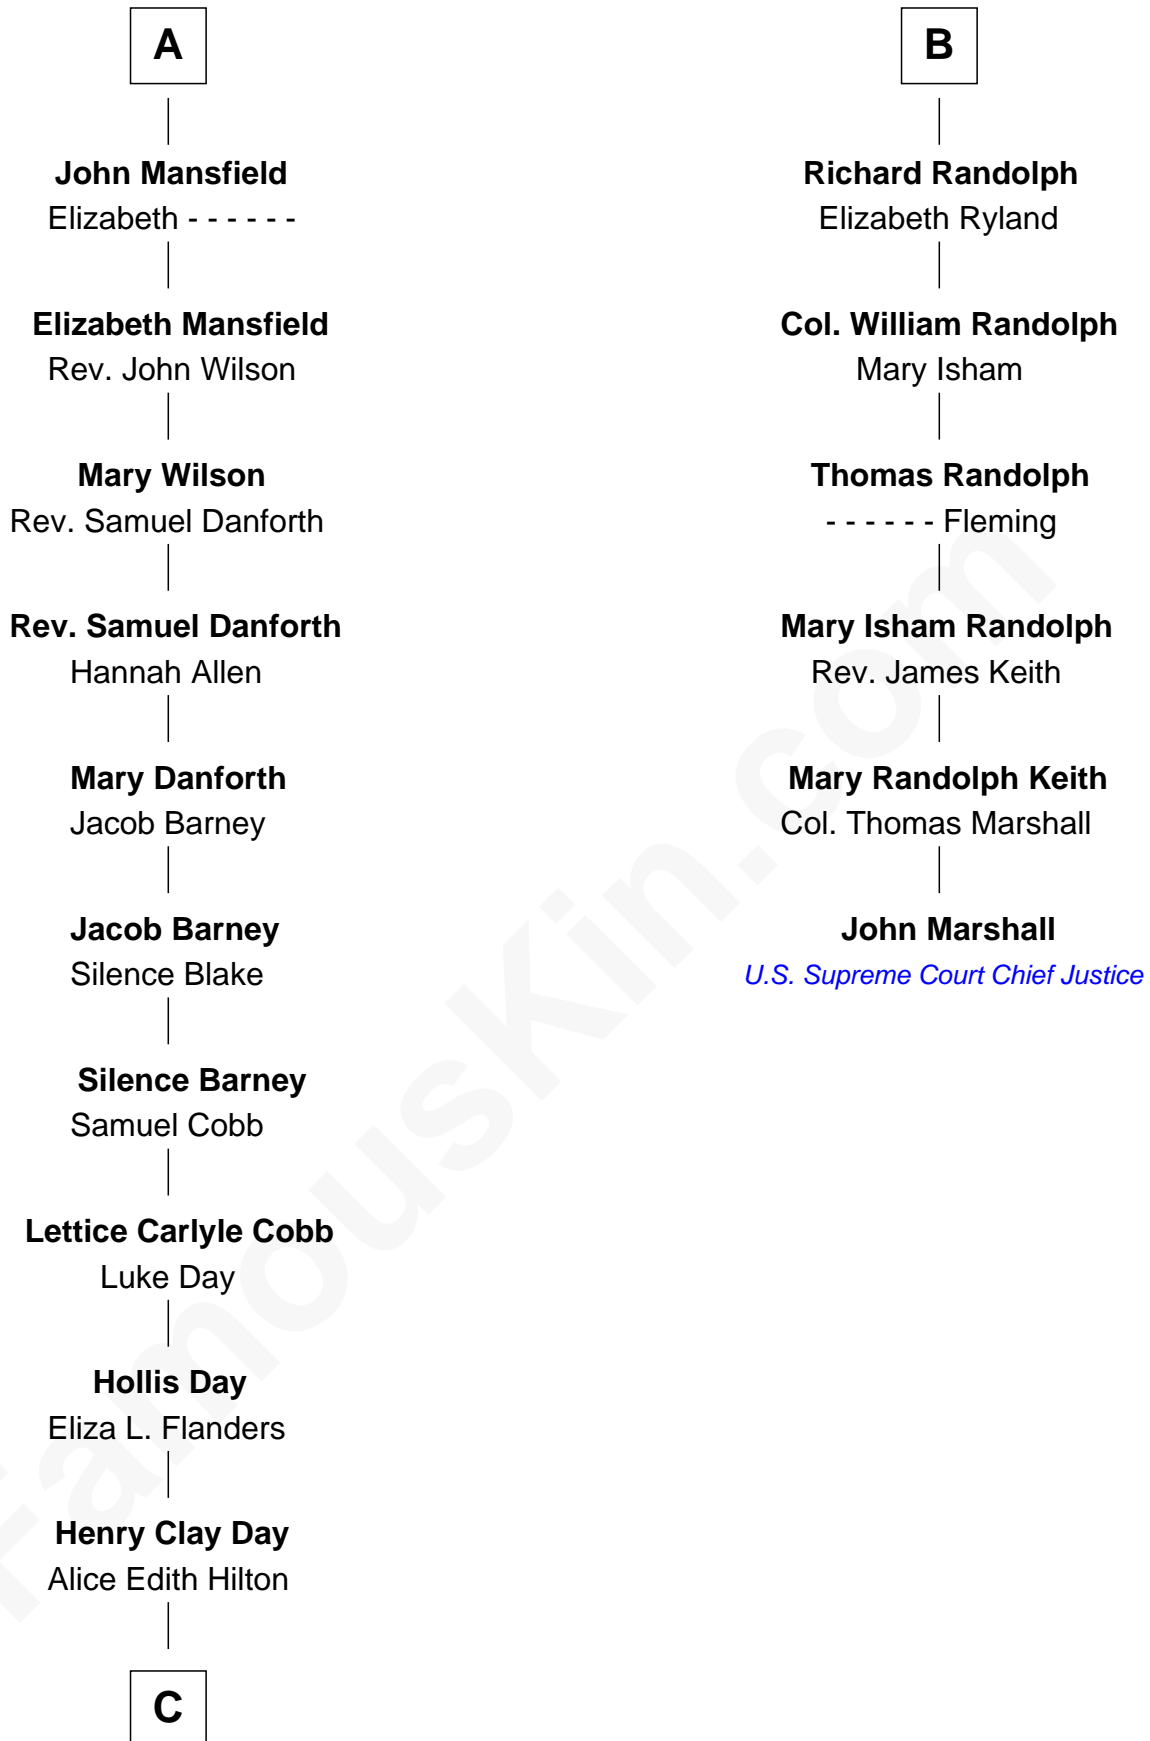 A
John Mansfield
Elizabeth - - - - - -
Elizabeth Mansfield
Rev. John Wilson
Mary Wilson
Rev. Samuel Danforth
Rev. Samuel Danforth
Hannah Allen
Mary Danforth
Jacob Barney
Jacob Barney
Silence Blake
Silence Barney
Samuel Cobb
Lettice Carlyle Cobb
Luke Day
Hollis Day
Eliza L. Flanders
Henry Clay Day
Alice Edith Hilton
C
B
Richard Randolph
Elizabeth Ryland
Col. William Randolph
Mary Isham
Thomas Randolph
- - - - - - Fleming
Mary Isham Randolph
Rev. James Keith
Mary Randolph Keith
Col. Thomas Marshall
John Marshall
U.S. Supreme Court Chief Justice
FamousKin.com